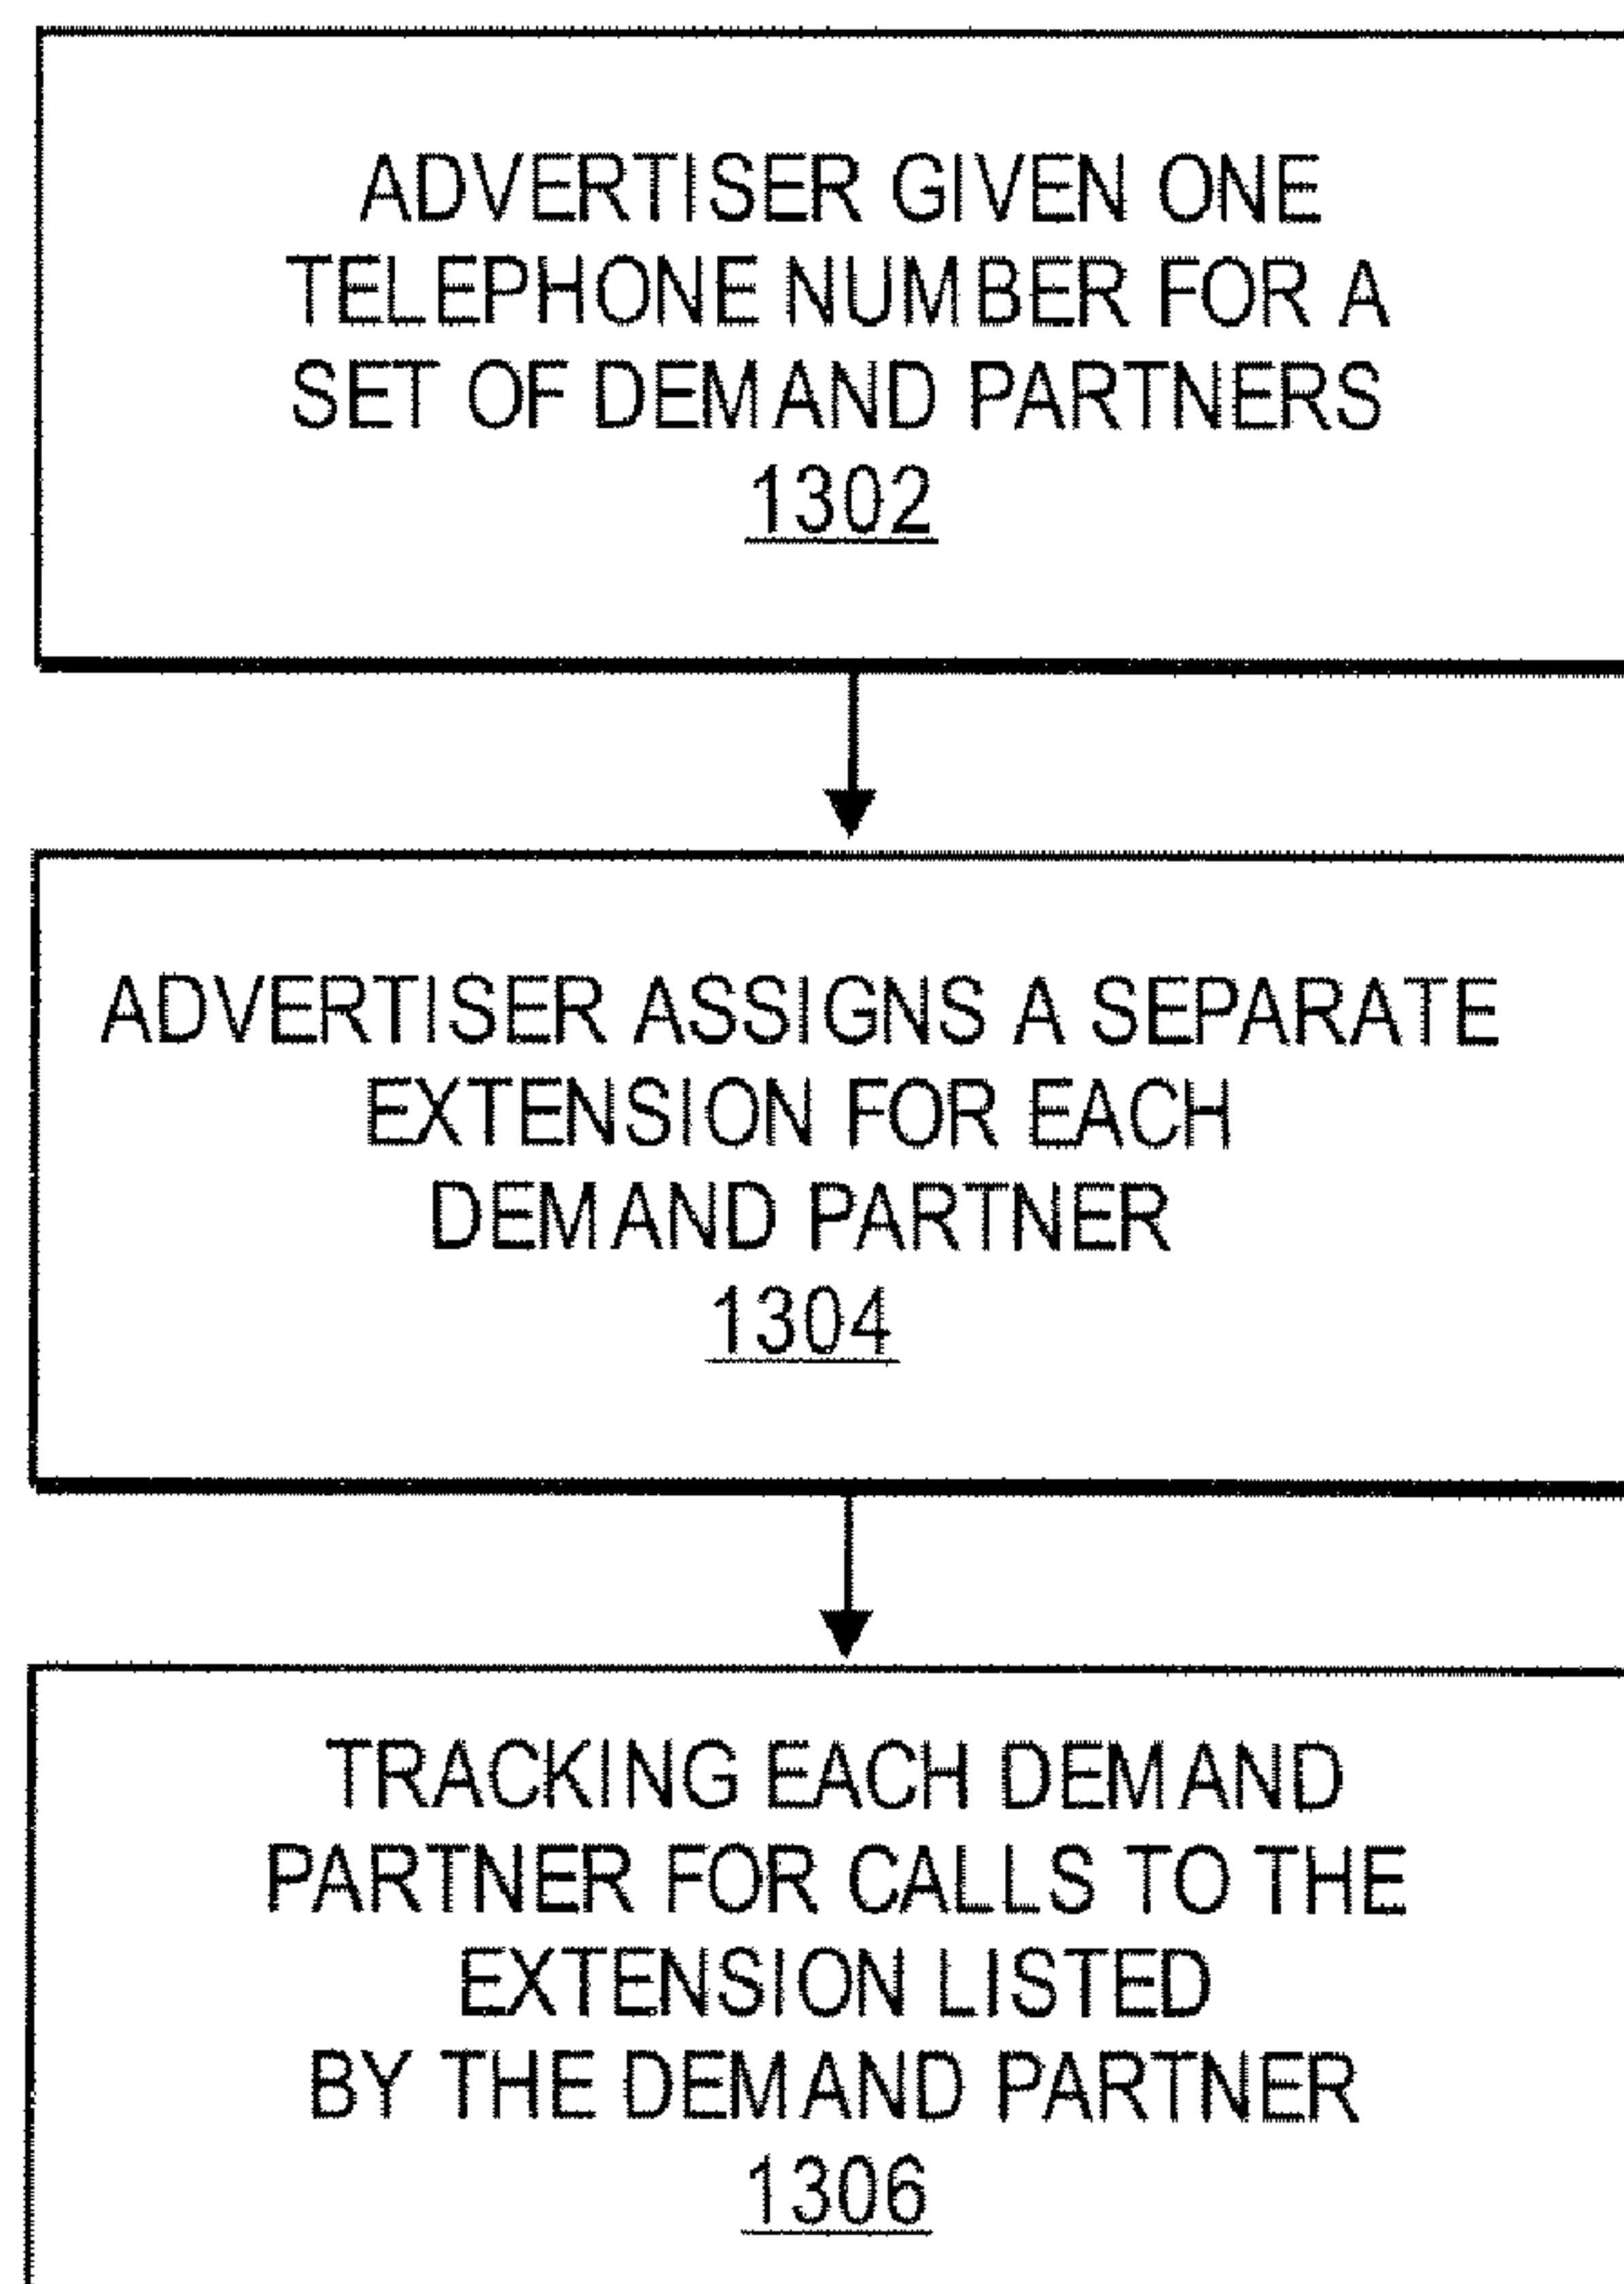 ADVERTISER GIVEN ONE
TELEPHONE NUMBER FOR A
SET OF DEMAND PARTNERS
1302
ADVERTISER ASSIGNS A SEPARATE
EXTENSION FOR EACH
DEMAND PARTNER
1304
TRACKING EACH DEMAND
PARTNER FOR CALLS TO THE
EXTENSION LISTED
BY THE DEMAND PARTNER
1306